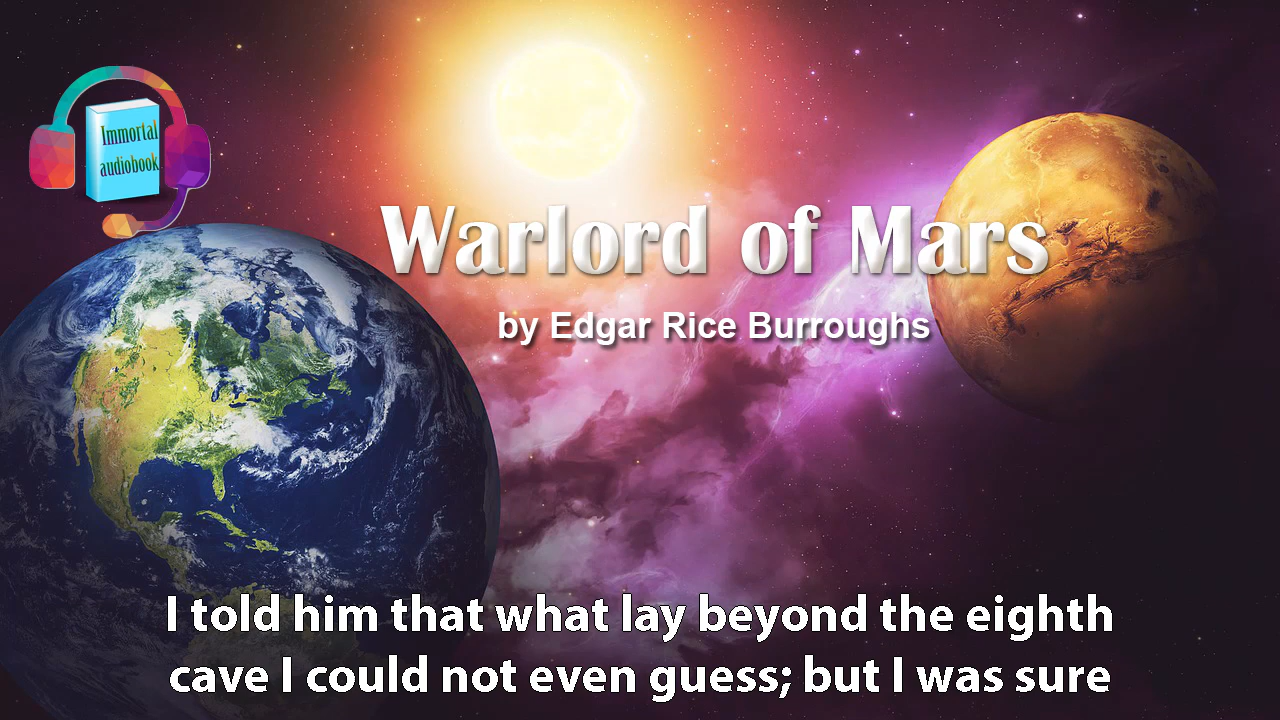 Immortal
audiobook
Warlord of Mars
by Edgar Rice Burroughs
I told him that what lay beyond the eighth
cave I could not even guess; but I was sure